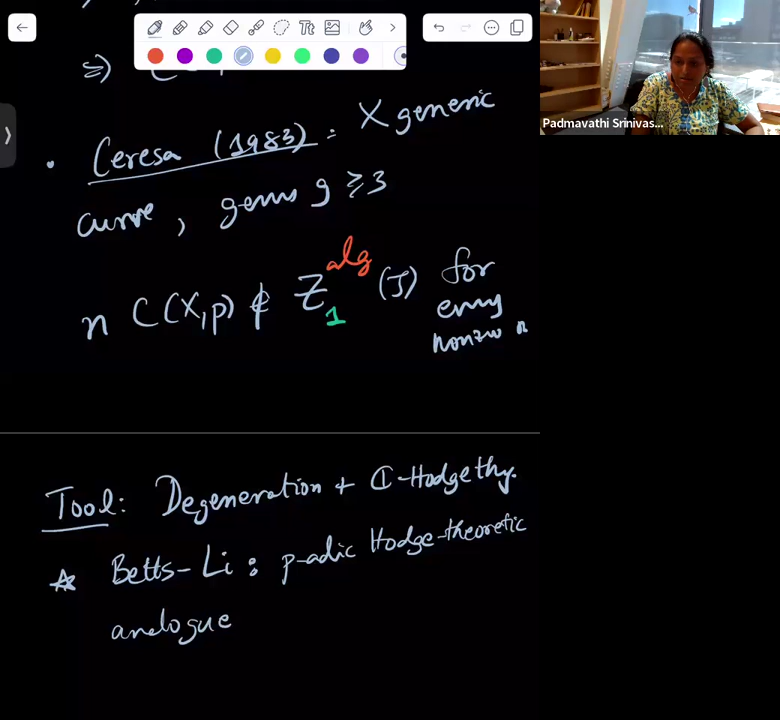 Padmavathi Srinivas...
Ceresa (1983) : X generic
curve, genus g ≥ 3
n C(X,p) ∉ Z₁^alg (J) for
every
nonzero n
Tool: Degeneration + ℂ-Hodge thy.
☆ Betts-Li : p-adic Hodge-theoretic
analogue